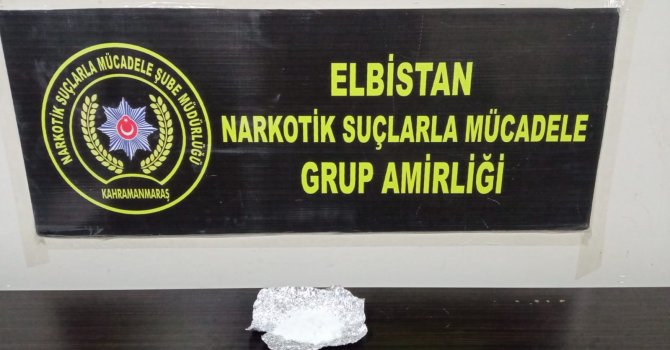 NARKOTİK SUÇLARLA MÜCADELE ŞUBE MÜDÜRLÜĞÜ
KAHRAMANMARAŞ
ELBİSTAN
NARKOTİK SUÇLARLA MÜCADELE
GRUP AMİRLİĞİ